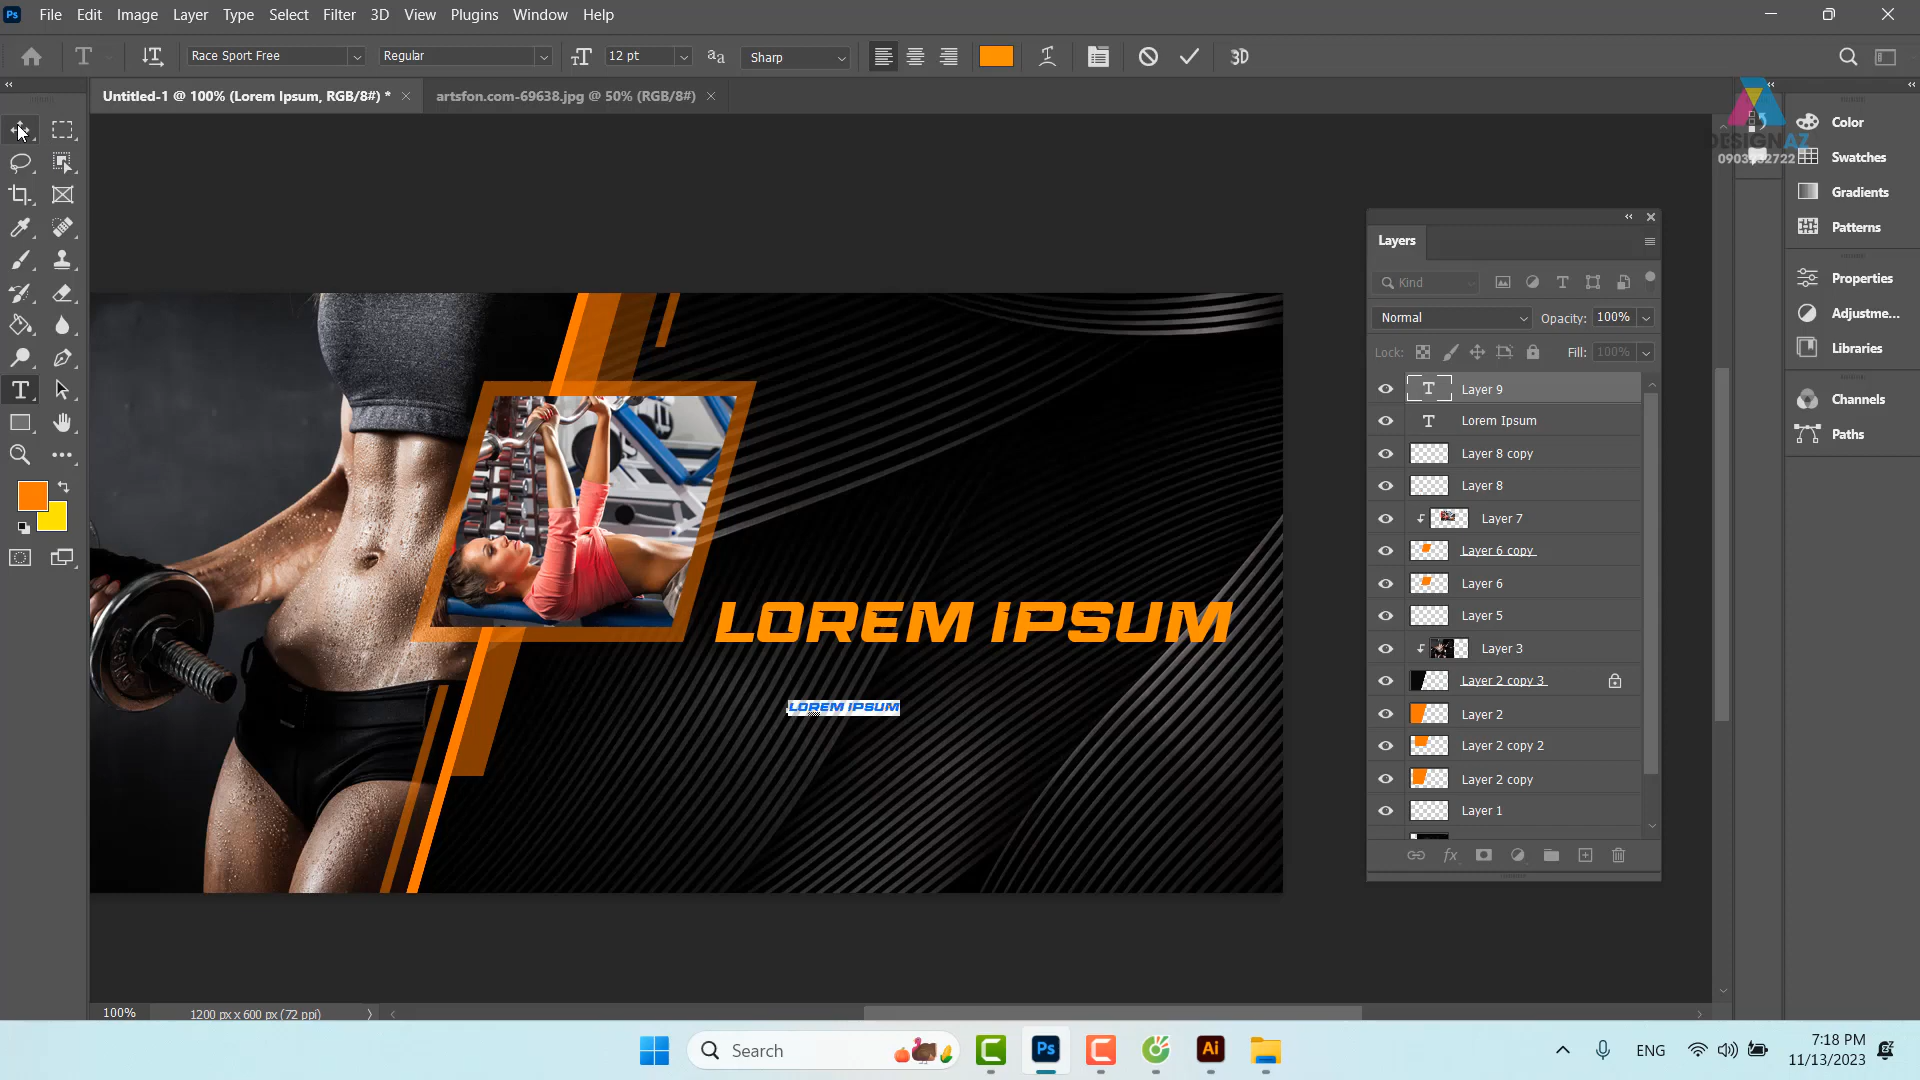 Ps File Edit Image Layer Type Select Filter 3D View Plugins Window Help
Race Sport Free Regular 12 pt Sharp 3D
Untitled-1 @ 100% (Lorem Ipsum, RGB/8#) * artsfon.com-69638.jpg @ 50% (RGB/8#)
DESIGNAZ
Color
Swatches
Gradients
Patterns
Properties
Adjustme...
Libraries
Channels
Paths
Layers
Kind
Normal Opacity: 100%
Lock: Fill: 100%
Layer 9
Lorem Ipsum
Layer 8 copy
Layer 8
Layer 7
Layer 6 copy
Layer 6
Layer 5
Layer 3
Layer 2 copy 3
Layer 2
Layer 2 copy 2
Layer 2 copy
Layer 1
fx
LOREM IPSUM
LOREM IPSUM
100% 1200 px x 600 px (72 ppi)
Search Ps Ai ENG 7:18 PM
11/13/2023